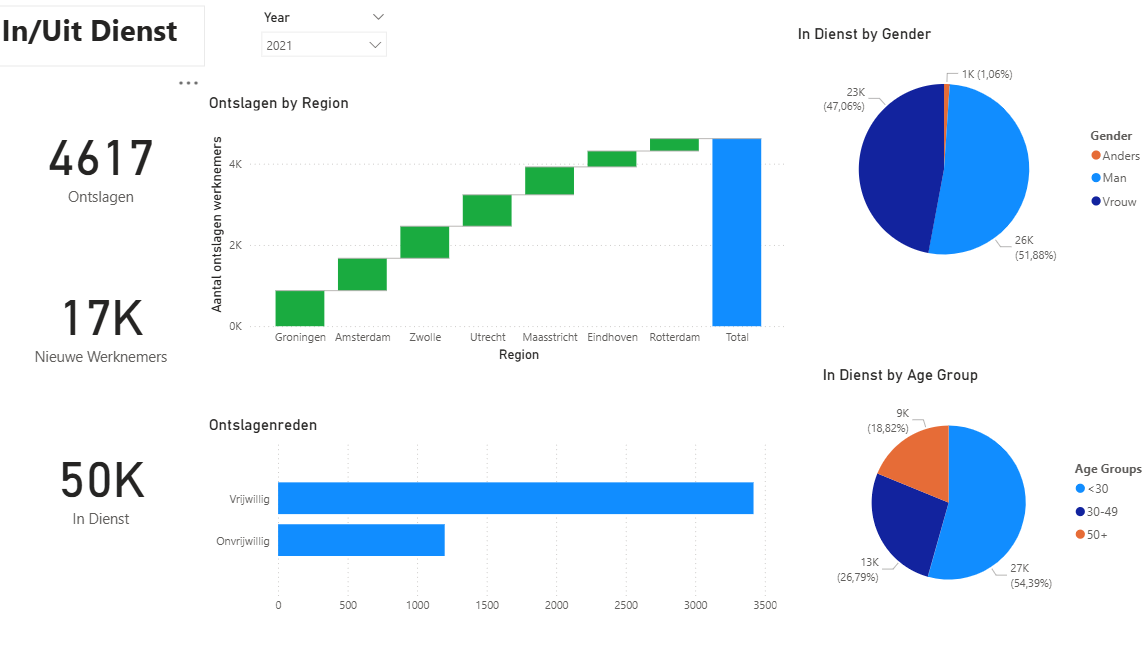 In/Uit Dienst
Year
2021
4617
Ontslagen
17K
Nieuwe Werknemers
50K
In Dienst
Ontslagen by Region
Aantal ontslagen werknemers
4K
2K
0K
Groningen Amsterdam Zwolle Utrecht Maasstricht Eindhoven Rotterdam Total
Region
Ontslagenreden
Vrijwillig
Onvrijwillig
0 500 1000 1500 2000 2500 3000 3500
In Dienst by Gender
1K (1,06%)
23K
(47,06%)
26K
(51,88%)
Gender
Anders
Man
Vrouw
In Dienst by Age Group
9K
(18,82%)
13K
(26,79%)
27K
(54,39%)
Age Groups
<30
30-49
50+